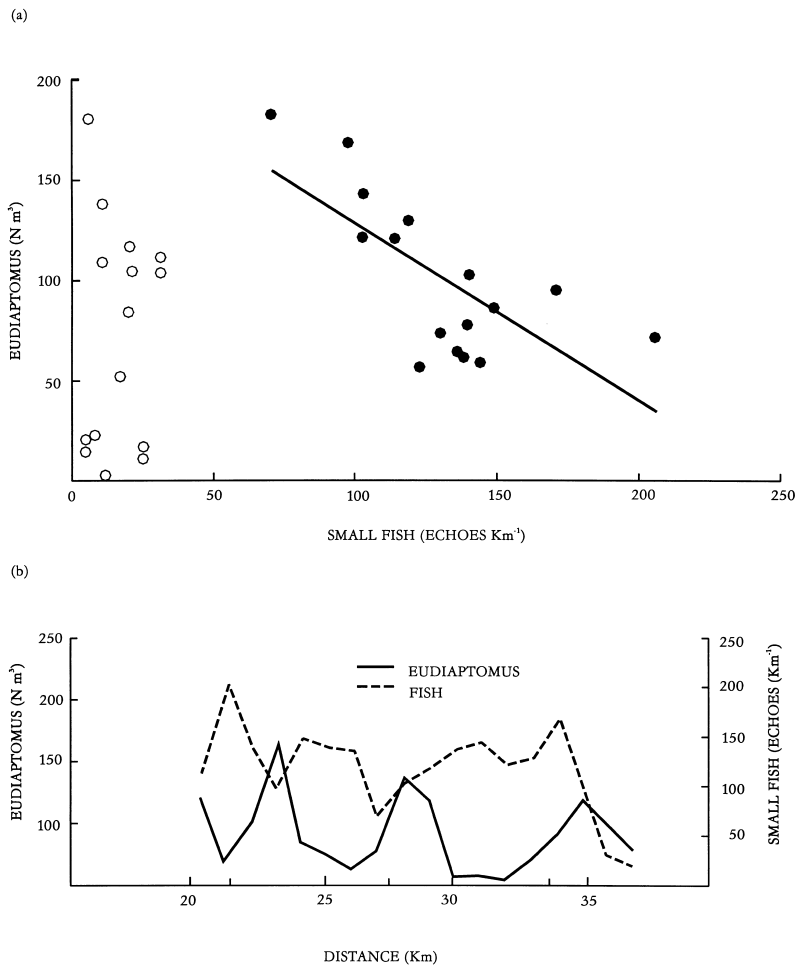 (a)
200
150
100
50
EUDIAPTOMUS (N m³)
0
50
100
150
200
250
SMALL FISH (ECHOES Km⁻¹)
(b)
250
200
150
100
EUDIAPTOMUS (N m³)
EUDIAPTOMUS
FISH
250
200
150
100
50
SMALL FISH (ECHOES (Km⁻¹)
20
25
30
35
DISTANCE (Km)